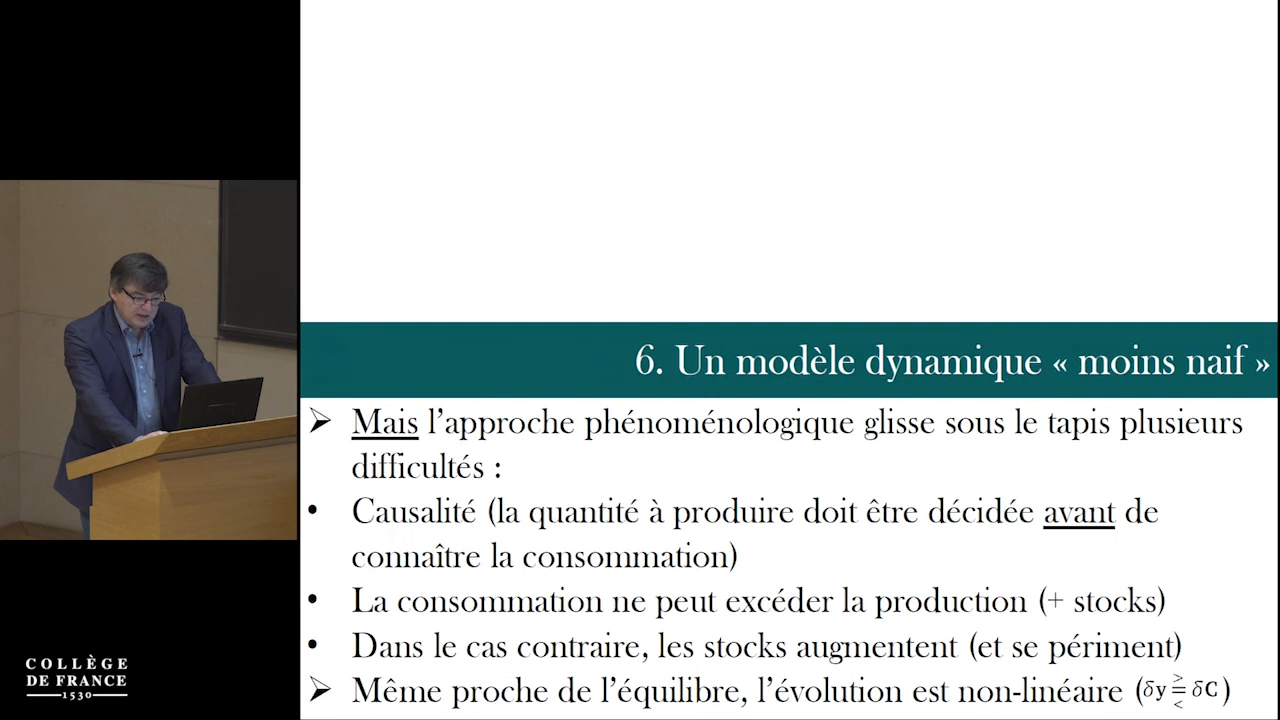 6. Un modèle dynamique « moins naif »
➢ Mais l'approche phénoménologique glisse sous le tapis plusieurs
difficultés :
• Causalité (la quantité à produire doit être décidée avant de
connaître la consommation)
• La consommation ne peut excéder la production (+ stocks)
• Dans le cas contraire, les stocks augmentent (et se périment)
➢ Même proche de l'équilibre, l'évolution est non-linéaire (δy >=< δC )
COLLÈGE
DE FRANCE
1530